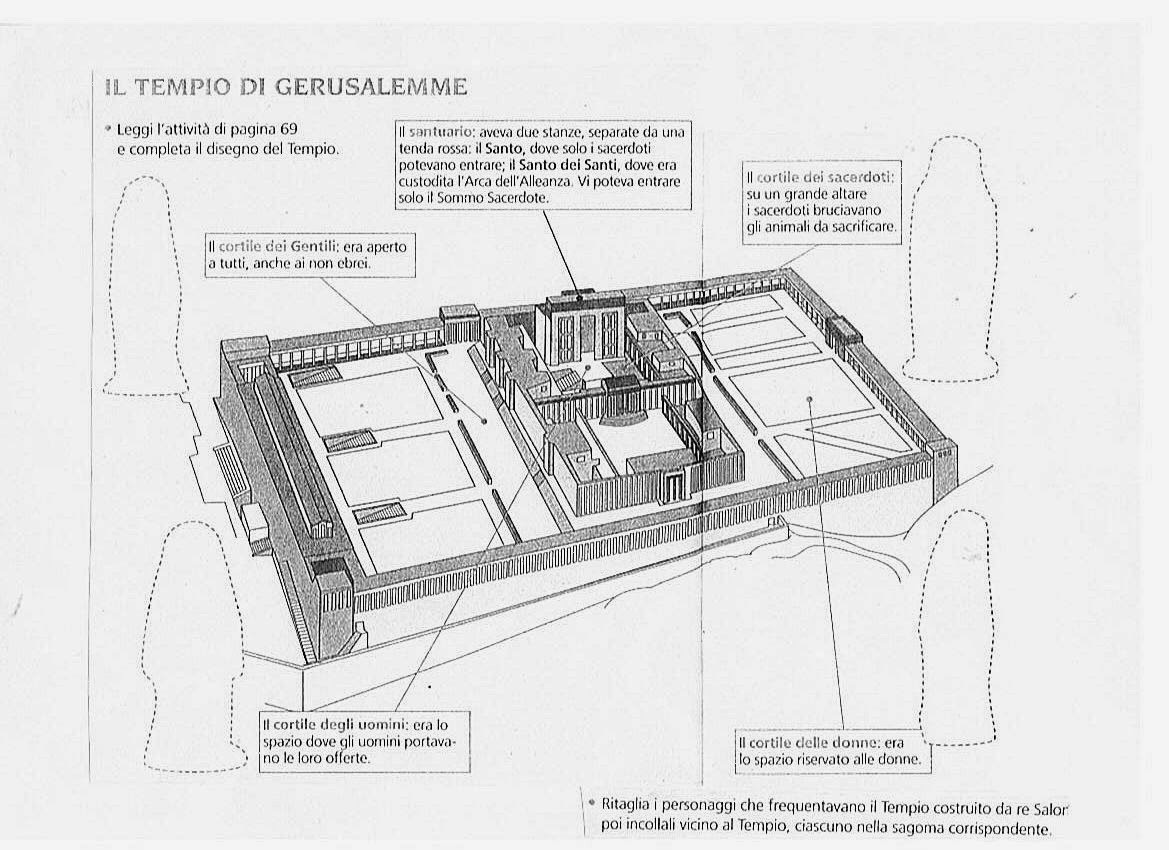 IL TEMPIO DI GERUSALEMME
• Leggi l'attività di pagina 69
e completa il disegno del Tempio.
Il santuario: aveva due stanze, separate da una
tenda rossa: il Santo, dove solo i sacerdoti
potevano entrare; il Santo dei Santi, dove era
custodita l'Arca dell'Alleanza. Vi poteva entrare
solo il Sommo Sacerdote.
Il cortile dei sacerdoti:
su un grande altare
i sacerdoti bruciavano
gli animali da sacrificare.
Il cortile dei Gentili: era aperto
a tutti, anche ai non ebrei.
Il cortile degli uomini: era lo
spazio dove gli uomini portava-
no le loro offerte.
Il cortile delle donne: era
lo spazio riservato alle donne.
• Ritaglia i personaggi che frequentavano il Tempio costruito da re Salor
poi incollali vicino al Tempio, ciascuno nella sagoma corrispondente.